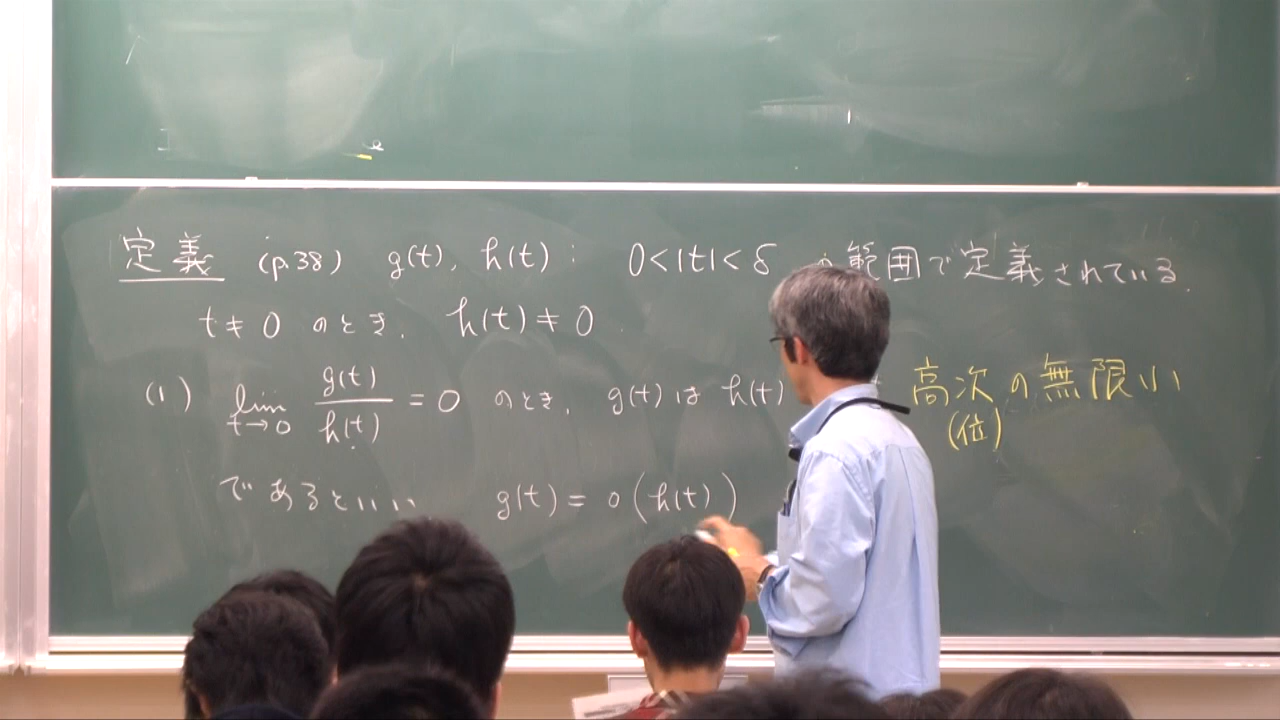 定義 (p.38) g(t), h(t) : 0<|t|<δ の範囲で定義されている.
t≠0 のとき, h(t)≠0.
(1) lim_{t→0} g(t)/h(t) = 0 のとき, g(t) は h(t) 高次の無限小
(位)
であるといい g(t) = o(h(t))